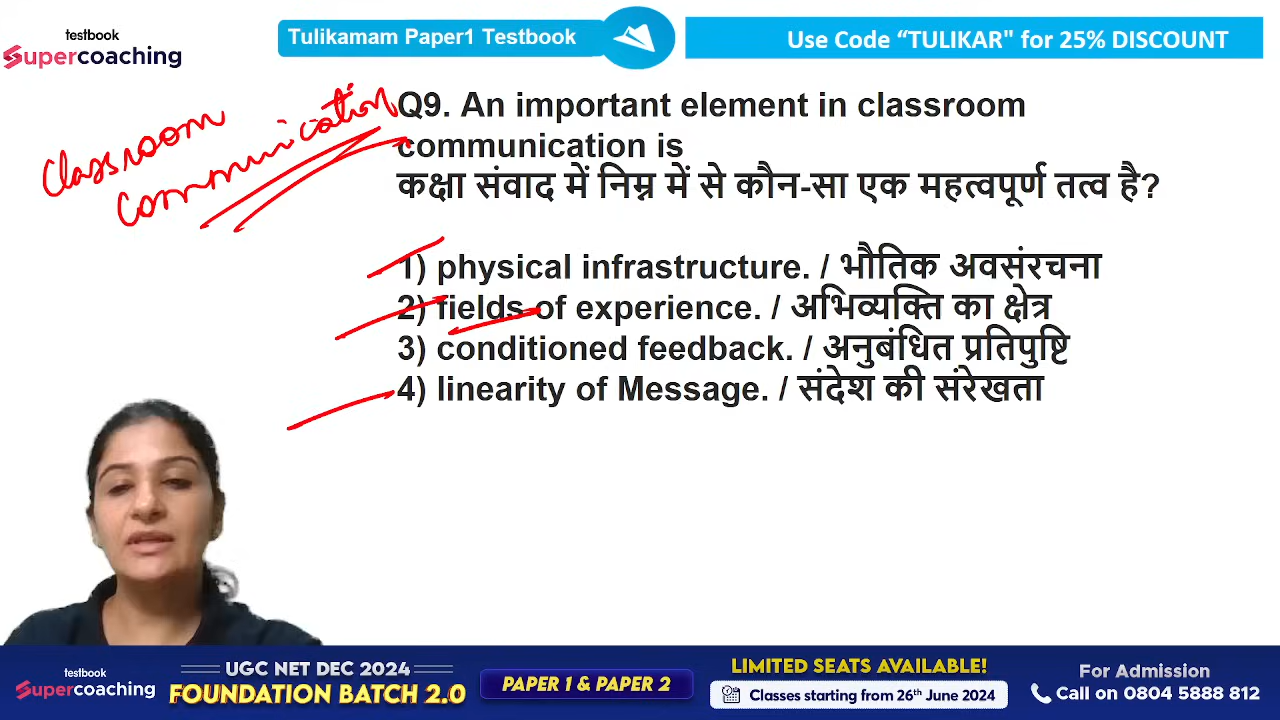 testbook
Supercoaching
Tulikamam Paper1 Testbook
Use Code “TULIKAR" for 25% DISCOUNT
Classroom
Communication
Q9. An important element in classroom
communication is
कक्षा संवाद में निम्न में से कौन-सा एक महत्वपूर्ण तत्व है?
1) physical infrastructure. / भौतिक अवसंरचना
2) fields of experience. / अभिव्यक्ति का क्षेत्र
3) conditioned feedback. / अनुबंधित प्रतिपुष्टि
4) linearity of Message. / संदेश की संरेखता
testbook
Supercoaching
UGC NET DEC 2024
FOUNDATION BATCH 2.0
PAPER 1 & PAPER 2
LIMITED SEATS AVAILABLE!
Classes starting from 26th June 2024
For Admission
Call on 0804 5888 812